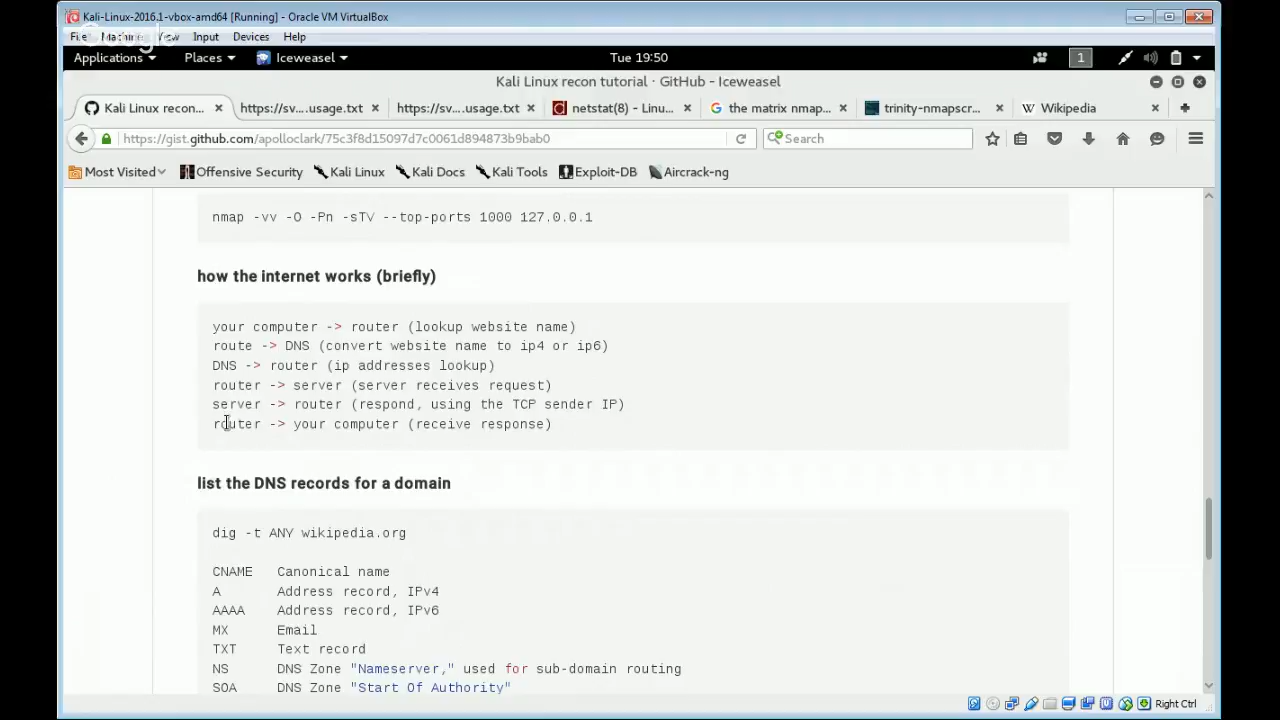 Kali-Linux-2016.1-vbox-amd64 [Running] - Oracle VM VirtualBox
File Machine View Input Devices Help
Google
Applications Places Iceweasel Tue 19:50 1
Kali Linux recon tutorial · GitHub - Iceweasel
Kali Linux recon... https://sv....usage.txt https://sv....usage.txt netstat(8) - Linu... the matrix nmap... trinity-nmapscr... Wikipedia
https://gist.github.com/apolloclark/75c3f8d15097d7c0061d894873b9bab0 Search
Most Visited Offensive Security Kali Linux Kali Docs Kali Tools Exploit-DB Aircrack-ng
nmap -vv -O -Pn -sTV --top-ports 1000 127.0.0.1
how the internet works (briefly)
your computer -> router (lookup website name)
route -> DNS (convert website name to ip4 or ip6)
DNS -> router (ip addresses lookup)
router -> server (server receives request)
server -> router (respond, using the TCP sender IP)
router -> your computer (receive response)
list the DNS records for a domain
dig -t ANY wikipedia.org
CNAME Canonical name
A Address record, IPv4
AAAA Address record, IPv6
MX Email
TXT Text record
NS DNS Zone "Nameserver," used for sub-domain routing
SOA DNS Zone "Start Of Authority"
Right Ctrl